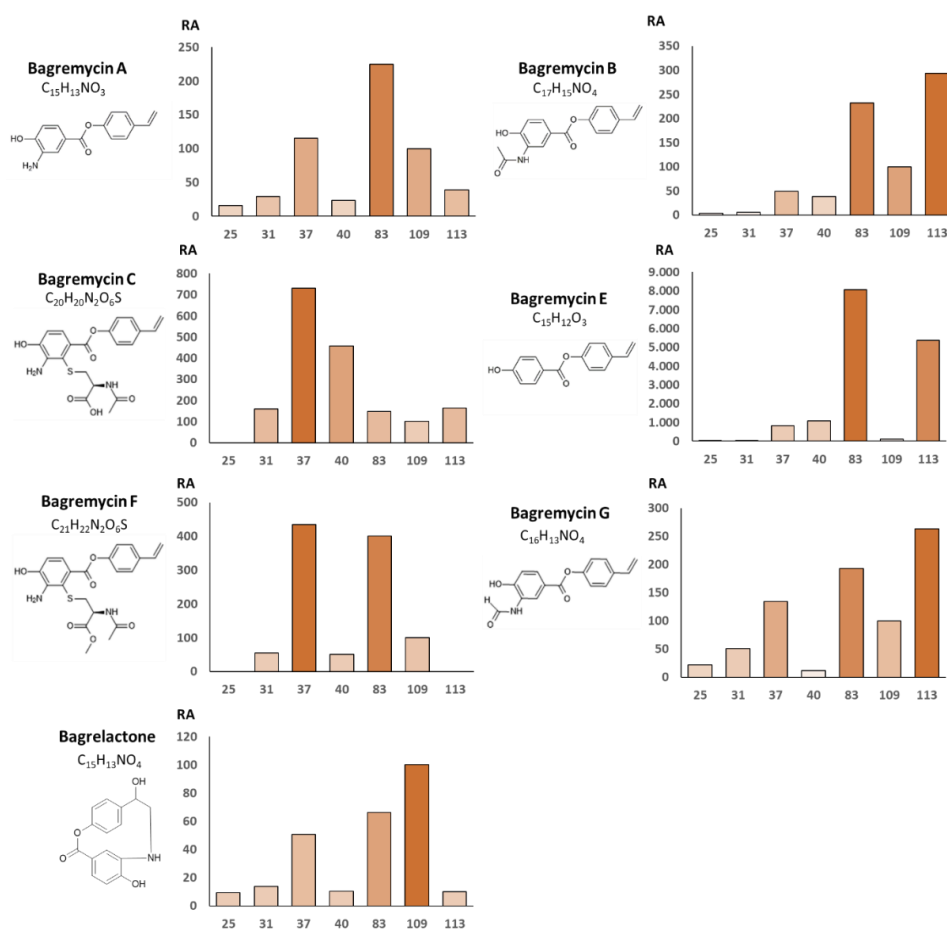 RA
Bagremycin A
C15H13NO3
O
HO
O
H2N
250
200
150
100
50
0
25 31 37 40 83 109 113
RA
Bagremycin B
C17H15NO4
HO
O
O
NH
O
350
300
250
200
150
100
50
0
25 31 37 40 83 109 113
RA
Bagremycin C
C20H20N2O6S
O
HO
O
H2N
S
NH
O
OH
O
800
700
600
500
400
300
200
100
0
25 31 37 40 83 109 113
RA
Bagremycin E
C15H12O3
HO
O
O
9.000
8.000
7.000
6.000
5.000
4.000
3.000
2.000
1.000
0
25 31 37 40 83 109 113
RA
Bagremycin F
C21H22N2O6S
O
HO
O
H2N
S
NH
O
O
O
500
400
300
200
100
0
25 31 37 40 83 109 113
RA
Bagremycin G
C16H13NO4
HO
O
O
H
NH
O
300
250
200
150
100
50
0
25 31 37 40 83 109 113
RA
Bagrelactone
C15H13NO4
OH
O
O
NH
OH
120
100
80
60
40
20
0
25 31 37 40 83 109 113